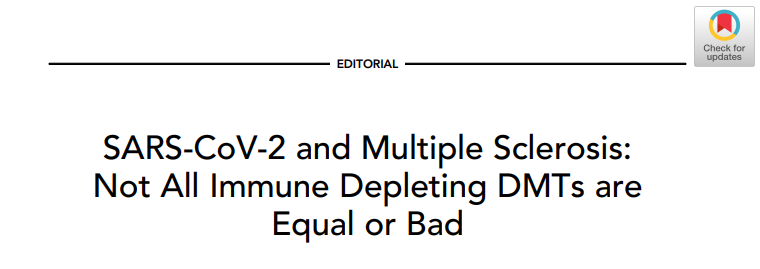 Check for
updates
EDITORIAL
SARS-CoV-2 and Multiple Sclerosis:
Not All Immune Depleting DMTs are
Equal or Bad